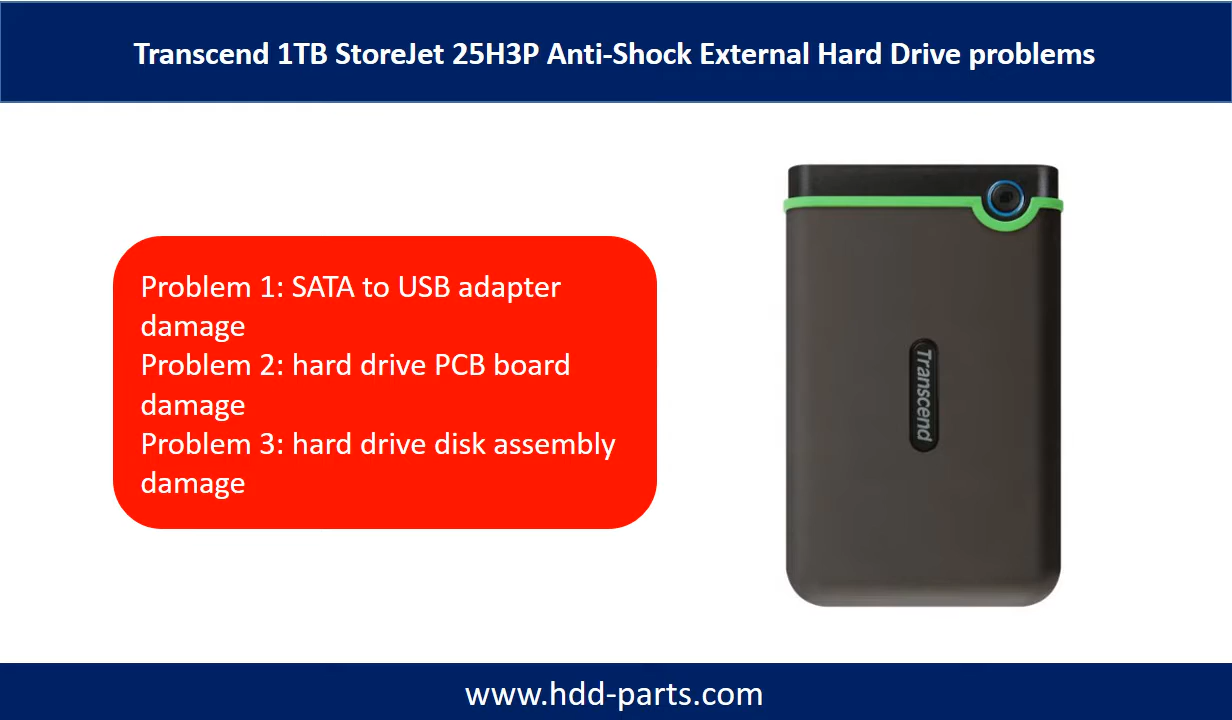 Transcend 1TB StoreJet 25H3P Anti-Shock External Hard Drive problems
Problem 1: SATA to USB adapter
damage
Problem 2: hard drive PCB board
damage
Problem 3: hard drive disk assembly
damage
Transcend
www.hdd-parts.com